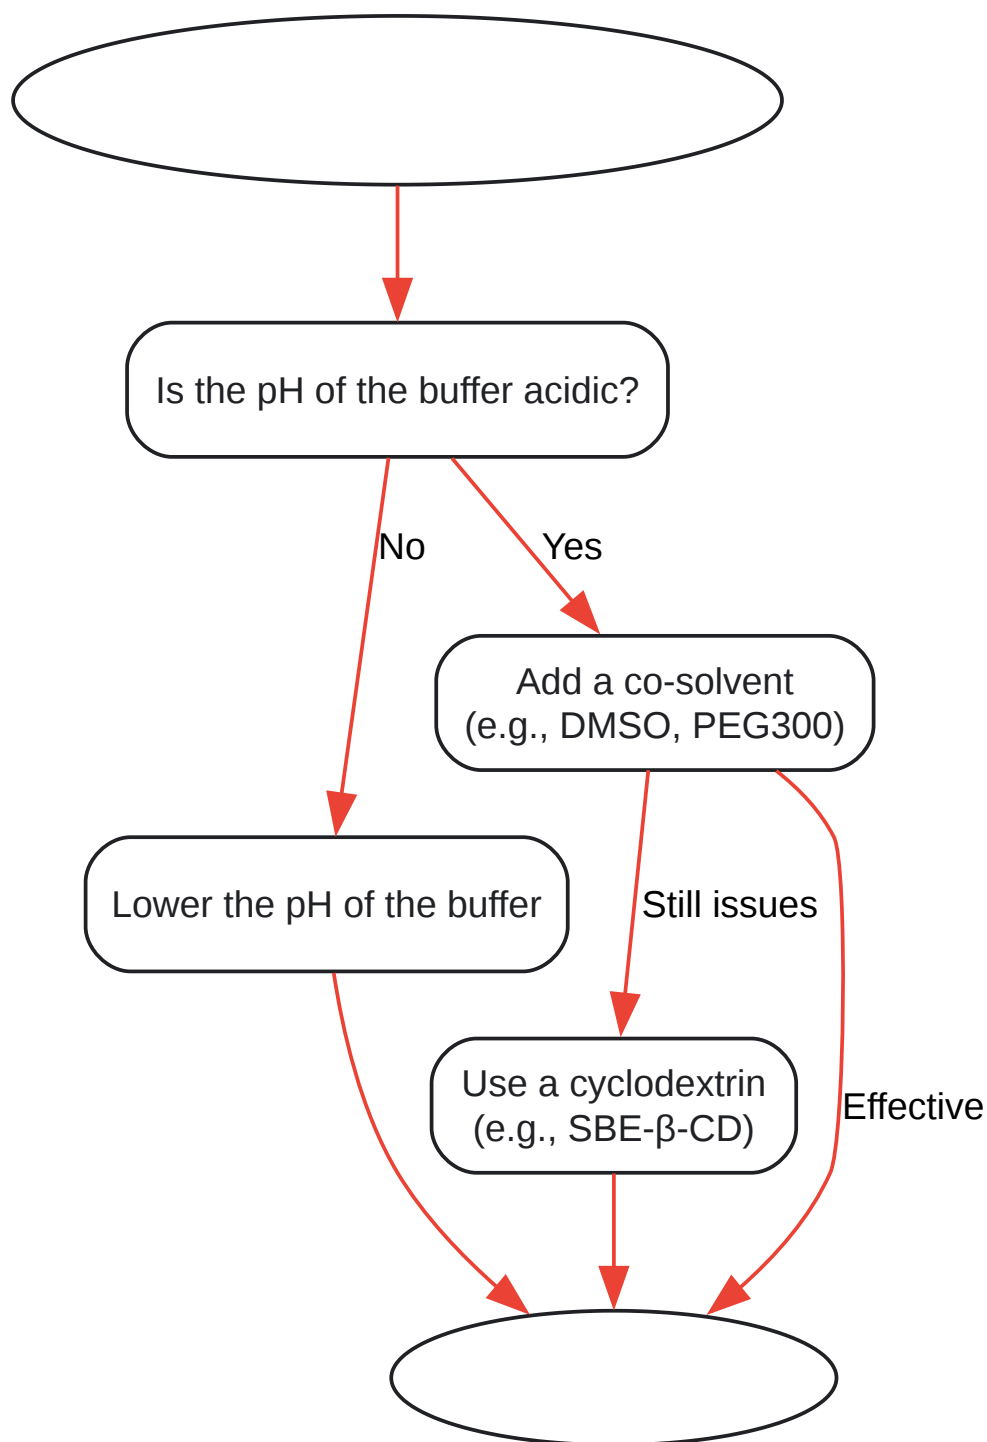 Is the pH of the buffer acidic?
No
Yes
Add a co-solvent
(e.g., DMSO, PEG300)
Lower the pH of the buffer
Still issues
Use a cyclodextrin
(e.g., SBE-β-CD)
Effective